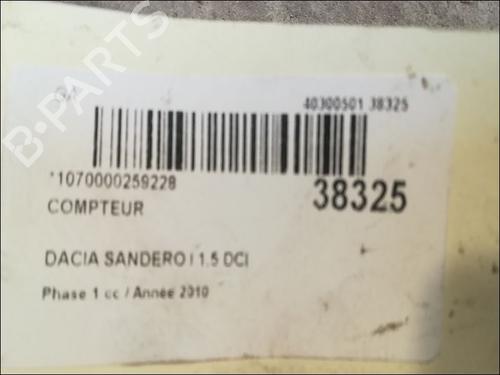 B-PARTS
40300501 38325
*1070000259228
38325
COMPTEUR
DACIA SANDERO I 1.5 DCI
Phase 1 cc / Année 2010